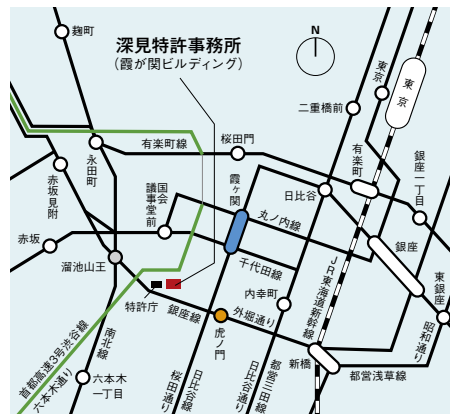 麹町
深見特許事務所
(霞が関ビルディング)
N
東京
東京
二重橋前
有楽町線
桜田門
永田町
有楽町
銀座一丁目
赤坂見附
国会議事堂前
霞ヶ関
日比谷
丸ノ内線
赤坂
溜池山王
千代田線
銀座
東銀座
特許庁
銀座線
虎ノ門
外堀通り
内幸町
JR東海道新幹線
昭和通り
新橋
首都高速3号渋谷線
六本木通り
南北線
六本木一丁目
桜田通り
日比谷線
日比谷通り
都営三田線
都営浅草線